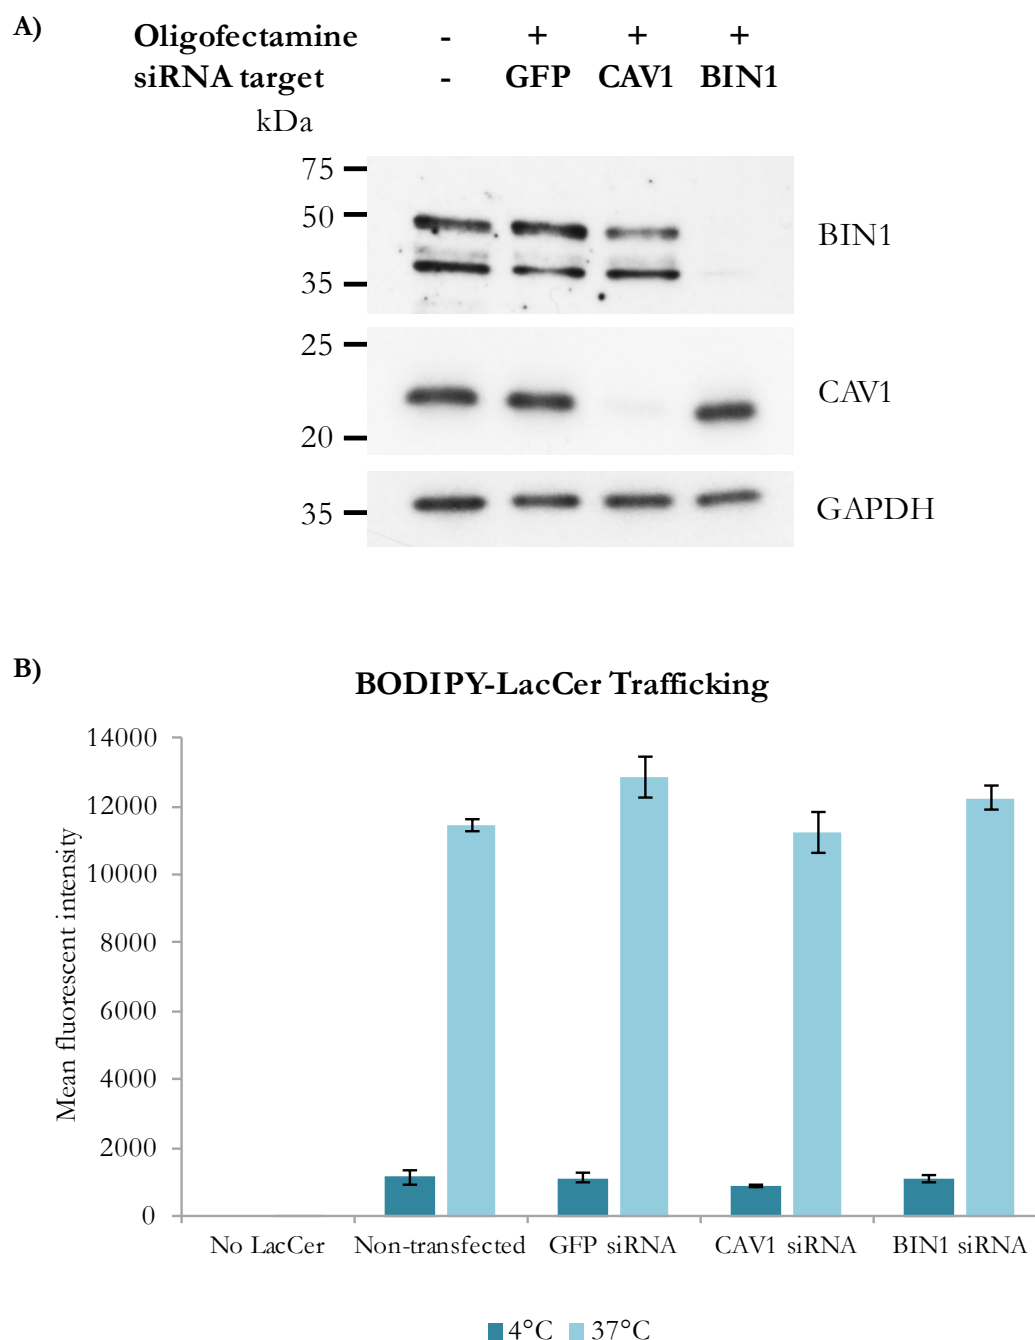 A)
Oligofectamine - + + +
siRNA target - GFP CAV1 BIN1
kDa
75
50
BIN1
35
25
CAV1
20
35
GAPDH
B)
BODIPY-LacCer Trafficking
Mean fluorescent intensity
14000
12000
10000
8000
6000
4000
2000
0
No LacCer Non-transfected GFP siRNA CAV1 siRNA BIN1 siRNA
4°C 37°C